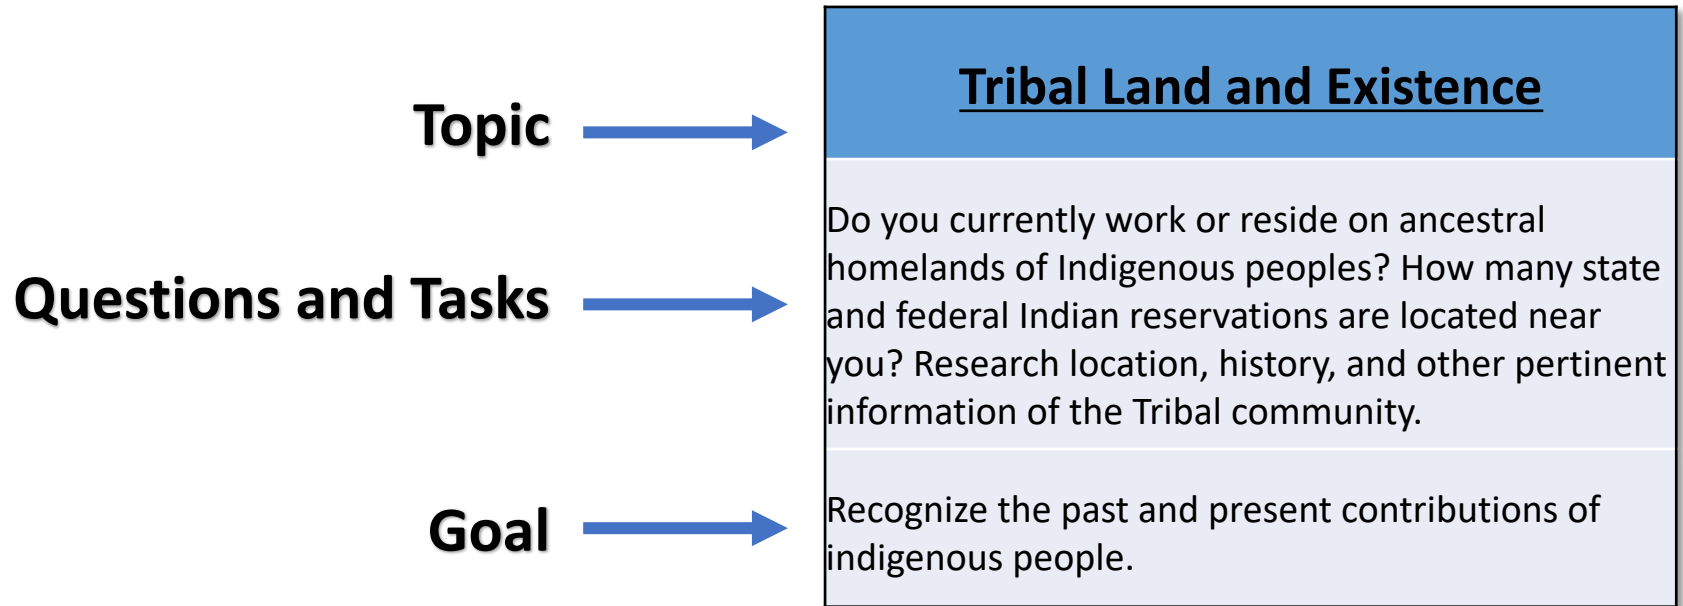 Topic
Tribal Land and Existence
Questions and Tasks
Do you currently work or reside on ancestral
homelands of Indigenous peoples? How many state
and federal Indian reservations are located near
you? Research location, history, and other pertinent
information of the Tribal community.
Goal
Recognize the past and present contributions of
indigenous people.